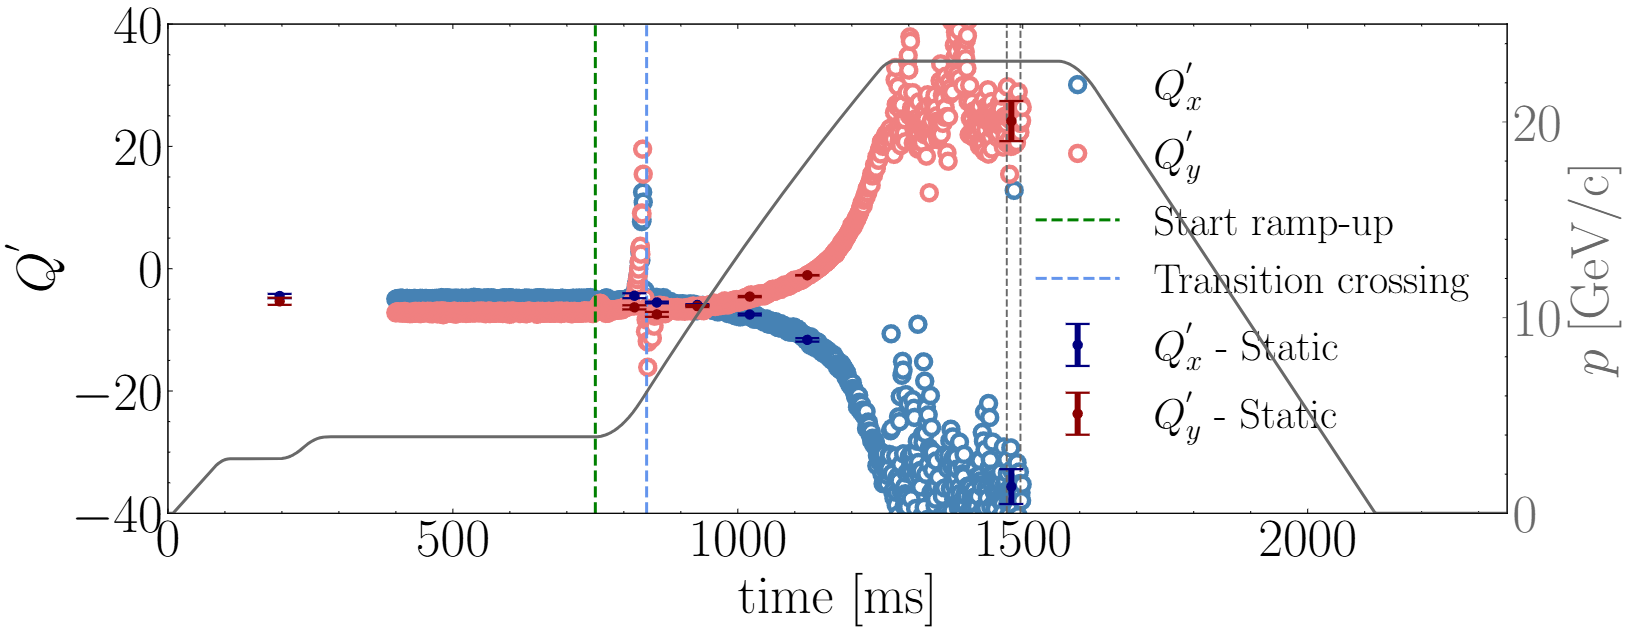 40
20
0
−20
−40
Q′
0
500
1000
1500
2000
time [ms]
20
10
0
p [GeV/c]
Q′x
Q′y
Start ramp-up
Transition crossing
Q′x - Static
Q′y - Static